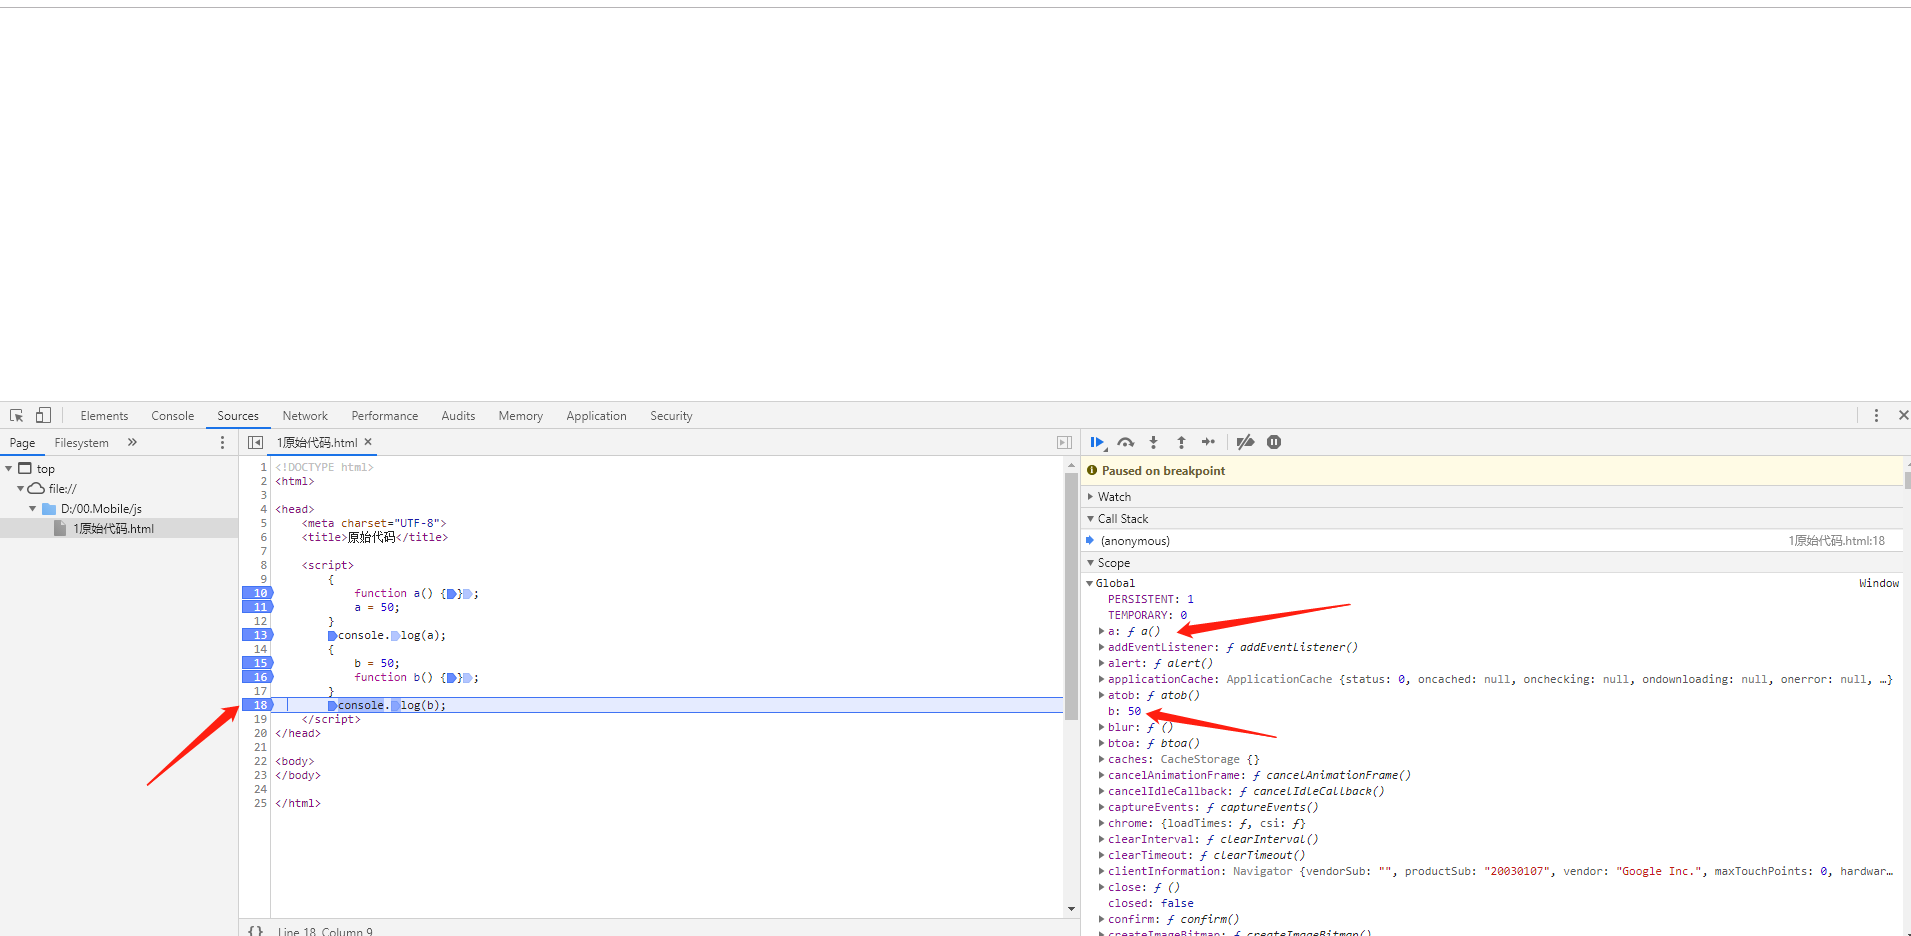 Elements Console Sources Network Performance Audits Memory Application Security
Page Filesystem »
top
file://
D:/00.Mobile/js
1原始代码.html
1原始代码.html ×
1 <!DOCTYPE html>
2 <html>
3
4 <head>
5 <meta charset="UTF-8">
6 <title>原始代码</title>
7
8 <script>
9 {
10 function a() {};
11 a = 50;
12 }
13 console.log(a);
14 {
15 b = 50;
16 function b() {};
17 }
18 console.log(b);
19 </script>
20 </head>
21
22 <body>
23 </body>
24
25 </html>
{} Line 18, Column 9
Paused on breakpoint
Watch
Call Stack
(anonymous) 1原始代码.html:18
Scope
Global Window
PERSISTENT: 1
TEMPORARY: 0
a: ƒ a()
addEventListener: ƒ addEventListener()
alert: ƒ alert()
applicationCache: ApplicationCache {status: 0, oncached: null, onchecking: null, ondownloading: null, onerror: null, …}
atob: ƒ atob()
b: 50
blur: ƒ ()
btoa: ƒ btoa()
caches: CacheStorage {}
cancelAnimationFrame: ƒ cancelAnimationFrame()
cancelIdleCallback: ƒ cancelIdleCallback()
captureEvents: ƒ captureEvents()
chrome: {loadTimes: ƒ, csi: ƒ}
clearInterval: ƒ clearInterval()
clearTimeout: ƒ clearTimeout()
clientInformation: Navigator {vendorSub: "", productSub: "20030107", vendor: "Google Inc.", maxTouchPoints: 0, hardwar…
close: ƒ ()
closed: false
confirm: ƒ confirm()
createImageBitmap: ƒ createImageBitmap()